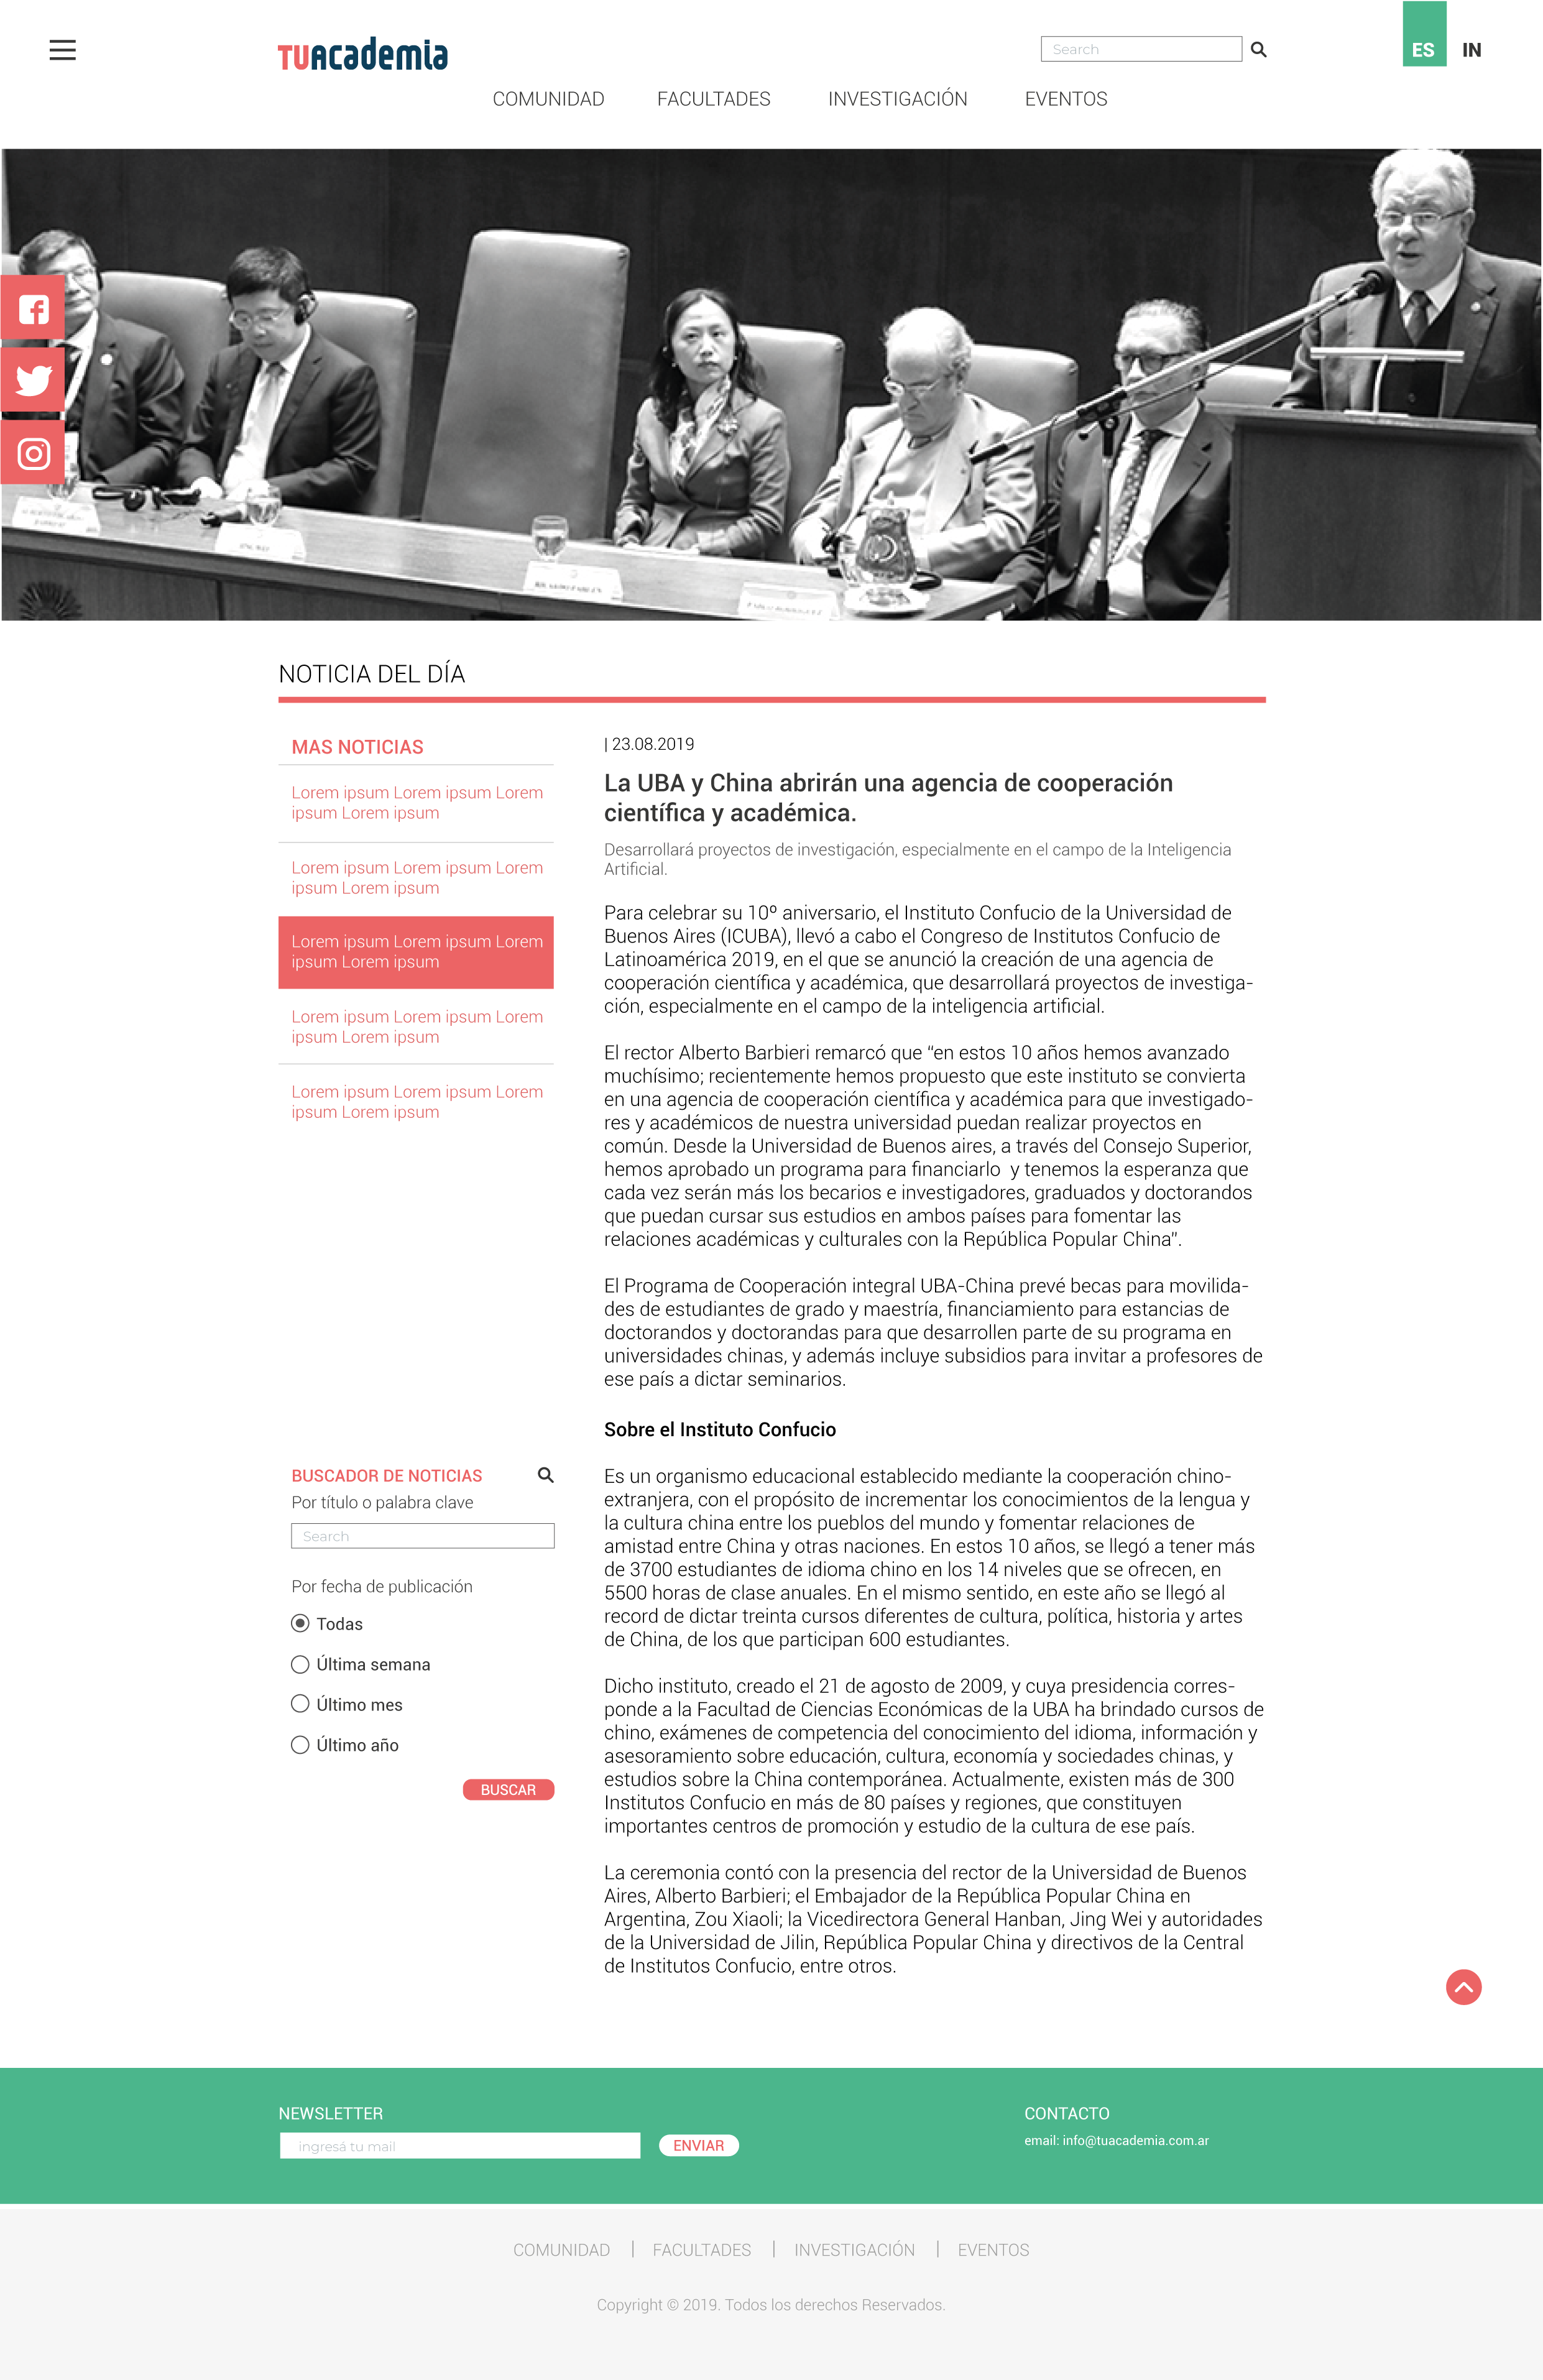 TUacademia
Search
ES IN
COMUNIDAD FACULTADES INVESTIGACIÓN EVENTOS
NOTICIA DEL DÍA
MAS NOTICIAS
Lorem ipsum Lorem ipsum Lorem
ipsum Lorem ipsum
Lorem ipsum Lorem ipsum Lorem
ipsum Lorem ipsum
Lorem ipsum Lorem ipsum Lorem
ipsum Lorem ipsum
Lorem ipsum Lorem ipsum Lorem
ipsum Lorem ipsum
Lorem ipsum Lorem ipsum Lorem
ipsum Lorem ipsum
BUSCADOR DE NOTICIAS
Por título o palabra clave
Search
Por fecha de publicación
Todas
Última semana
Último mes
Último año
BUSCAR
| 23.08.2019
La UBA y China abrirán una agencia de cooperación
científica y académica.
Desarrollará proyectos de investigación, especialmente en el campo de la Inteligencia
Artificial.
Para celebrar su 10º aniversario, el Instituto Confucio de la Universidad de
Buenos Aires (ICUBA), llevó a cabo el Congreso de Institutos Confucio de
Latinoamérica 2019, en el que se anunció la creación de una agencia de
cooperación científica y académica, que desarrollará proyectos de investiga-
ción, especialmente en el campo de la inteligencia artificial.
El rector Alberto Barbieri remarcó que “en estos 10 años hemos avanzado
muchísimo; recientemente hemos propuesto que este instituto se convierta
en una agencia de cooperación científica y académica para que investigado-
res y académicos de nuestra universidad puedan realizar proyectos en
común. Desde la Universidad de Buenos aires, a través del Consejo Superior,
hemos aprobado un programa para financiarlo  y tenemos la esperanza que
cada vez serán más los becarios e investigadores, graduados y doctorandos
que puedan cursar sus estudios en ambos países para fomentar las
relaciones académicas y culturales con la República Popular China”.
El Programa de Cooperación integral UBA-China prevé becas para movilida-
des de estudiantes de grado y maestría, financiamiento para estancias de
doctorandos y doctorandas para que desarrollen parte de su programa en
universidades chinas, y además incluye subsidios para invitar a profesores de
ese país a dictar seminarios.
Sobre el Instituto Confucio
Es un organismo educacional establecido mediante la cooperación chino-
extranjera, con el propósito de incrementar los conocimientos de la lengua y
la cultura china entre los pueblos del mundo y fomentar relaciones de
amistad entre China y otras naciones. En estos 10 años, se llegó a tener más
de 3700 estudiantes de idioma chino en los 14 niveles que se ofrecen, en
5500 horas de clase anuales. En el mismo sentido, en este año se llegó al
record de dictar treinta cursos diferentes de cultura, política, historia y artes
de China, de los que participan 600 estudiantes.
Dicho instituto, creado el 21 de agosto de 2009, y cuya presidencia corres-
ponde a la Facultad de Ciencias Económicas de la UBA ha brindado cursos de
chino, exámenes de competencia del conocimiento del idioma, información y
asesoramiento sobre educación, cultura, economía y sociedades chinas, y
estudios sobre la China contemporánea. Actualmente, existen más de 300
Institutos Confucio en más de 80 países y regiones, que constituyen
importantes centros de promoción y estudio de la cultura de ese país.
La ceremonia contó con la presencia del rector de la Universidad de Buenos
Aires, Alberto Barbieri; el Embajador de la República Popular China en
Argentina, Zou Xiaoli; la Vicedirectora General Hanban, Jing Wei y autoridades
de la Universidad de Jilin, República Popular China y directivos de la Central
de Institutos Confucio, entre otros.
NEWSLETTER
ingresá tu mail
ENVIAR
CONTACTO
email: info@tuacademia.com.ar
COMUNIDAD | FACULTADES | INVESTIGACIÓN | EVENTOS
Copyright © 2019. Todos los derechos Reservados.